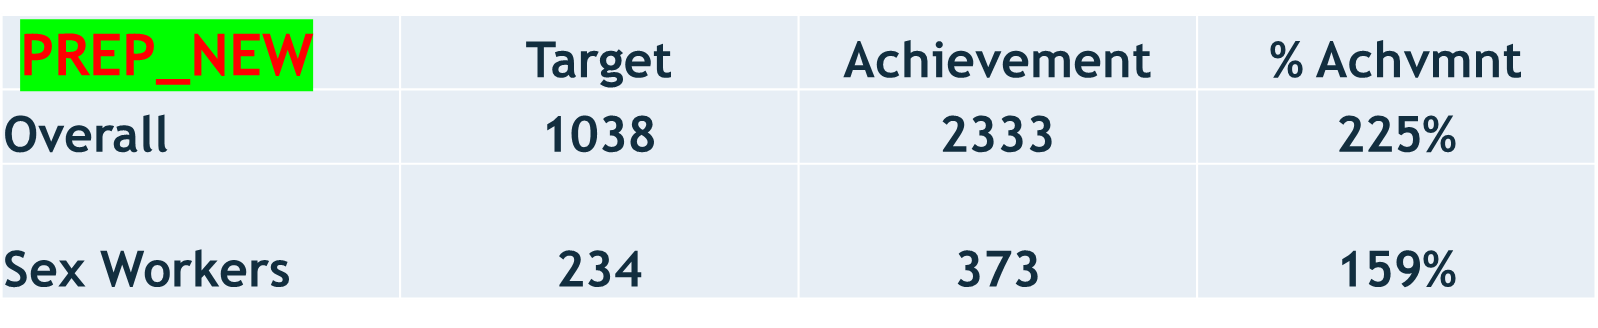 PREP_NEW Target Achievement % Achvmnt
Overall 1038 2333 225%
Sex Workers 234 373 159%